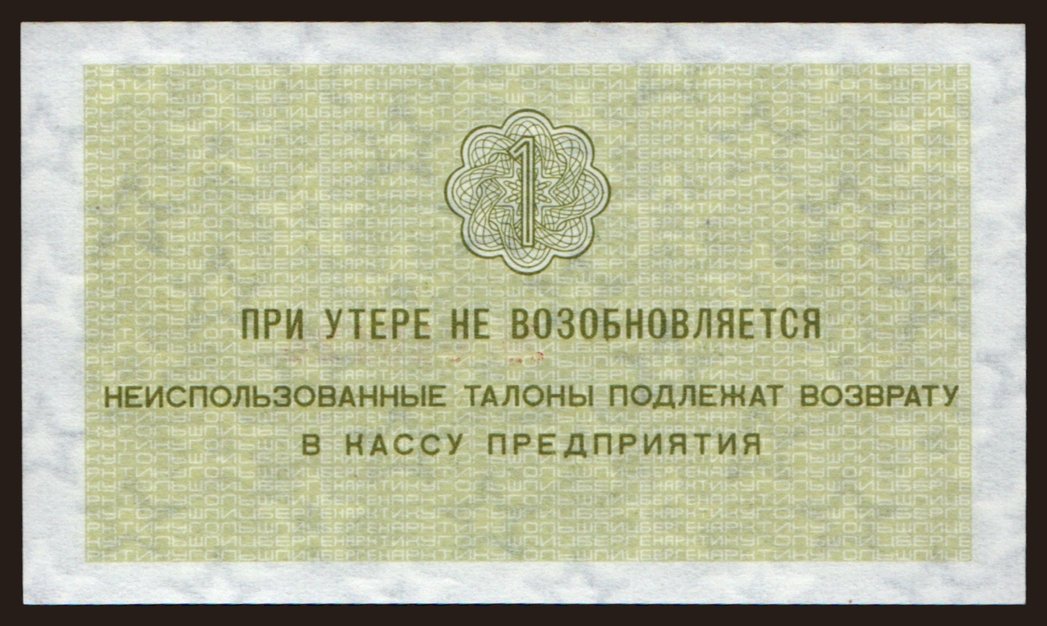 1
ПРИ УТЕРЕ НЕ ВОЗОБНОВЛЯЕТСЯ
НЕИСПОЛЬЗОВАННЫЕ ТАЛОНЫ ПОДЛЕЖАТ ВОЗВРАТУ
В КАССУ ПРЕДПРИЯТИЯ